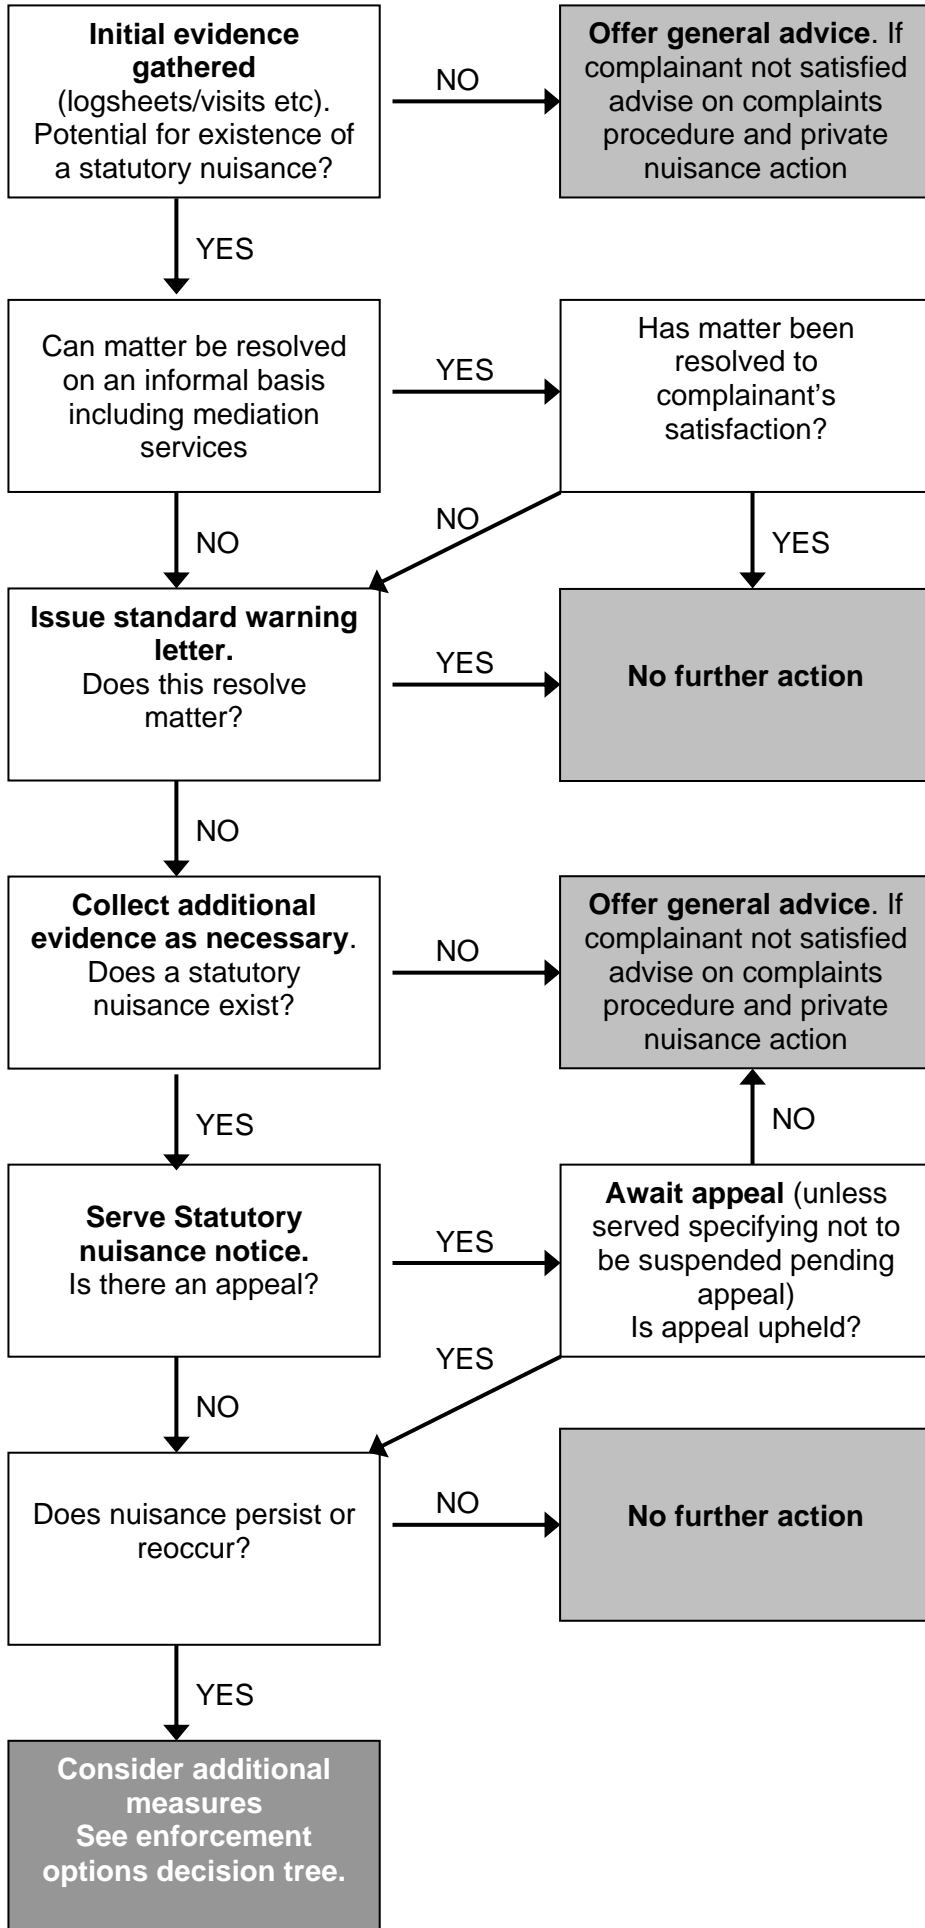 Initial evidence
gathered
(logsheets/visits etc).
Potential for existence of
a statutory nuisance?
NO
Offer general advice. If
complainant not satisfied
advise on complaints
procedure and private
nuisance action
YES
Can matter be resolved
on an informal basis
including mediation
services
YES
Has matter been
resolved to
complainant’s
satisfaction?
NO
NO
YES
Issue standard warning
letter.
Does this resolve
matter?
YES
No further action
NO
Collect additional
evidence as necessary.
Does a statutory
nuisance exist?
NO
Offer general advice. If
complainant not satisfied
advise on complaints
procedure and private
nuisance action
YES
NO
Serve Statutory
nuisance notice.
Is there an appeal?
YES
Await appeal (unless
served specifying not to
be suspended pending
appeal)
Is appeal upheld?
NO
YES
Does nuisance persist or
reoccur?
NO
No further action
YES
Consider additional
measures
See enforcement
options decision tree.